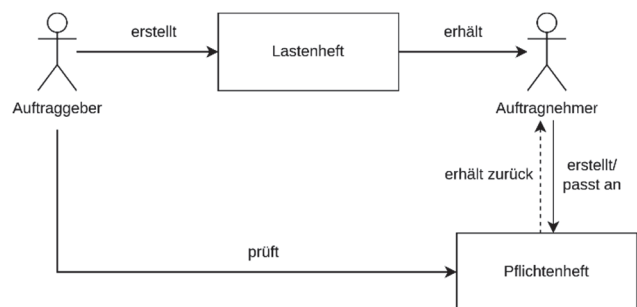 erstellt
Lastenheft
erhält
Auftraggeber
Auftragnehmer
erhält zurück
erstellt/
passt an
prüft
Pflichtenheft